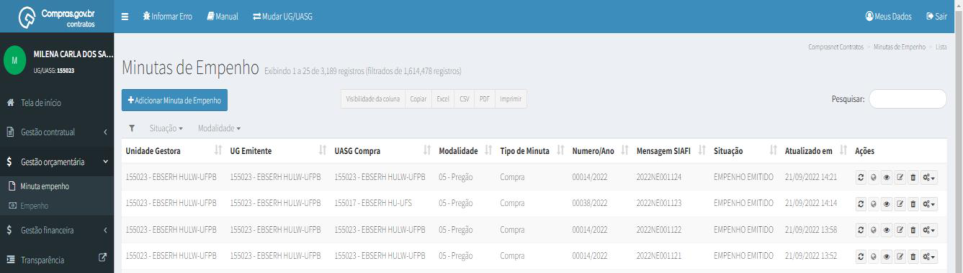 Compras.gov.br
contratos
☰ Informar Erro Manual Mudar UG/UASG Meus Dados Sair
M
MILENA CARLA DOS SA...
UG/UASG: 155023
Comprasnet Contratos > Minutas de Empenho > Lista
Minutas de Empenho Exibindo 1 a 25 de 3,189 registros (filtrados de 1,614,478 registros)
+ Adicionar Minuta de Empenho Visibilidade da coluna Copiar Excel CSV PDF Imprimir Pesquisar:
Situação Modalidade
Tela de início
Gestão contratual
Gestão orçamentária
Minuta empenho
Empenho
Gestão financeira
Transparência
Unidade Gestora UG Emitente UASG Compra Modalidade Tipo de Minuta Numero/Ano Mensagem SIAFI Situação Atualizado em Ações
155023 - EBSERH HULW-UFPB 155023 - EBSERH HULW-UFPB 155023 - EBSERH HULW-UFPB 05 - Pregão Compra 00014/2022 2022NE001124 EMPENHO EMITIDO 21/09/2022 14:21
155023 - EBSERH HULW-UFPB 155023 - EBSERH HULW-UFPB 155017 - EBSERH HU-UFS 05 - Pregão Compra 00038/2022 2022NE001123 EMPENHO EMITIDO 21/09/2022 14:14
155023 - EBSERH HULW-UFPB 155023 - EBSERH HULW-UFPB 155023 - EBSERH HULW-UFPB 05 - Pregão Compra 00014/2022 2022NE001122 EMPENHO EMITIDO 21/09/2022 13:58
155023 - EBSERH HULW-UFPB 155023 - EBSERH HULW-UFPB 155023 - EBSERH HULW-UFPB 05 - Pregão Compra 00014/2022 2022NE001121 EMPENHO EMITIDO 21/09/2022 13:52